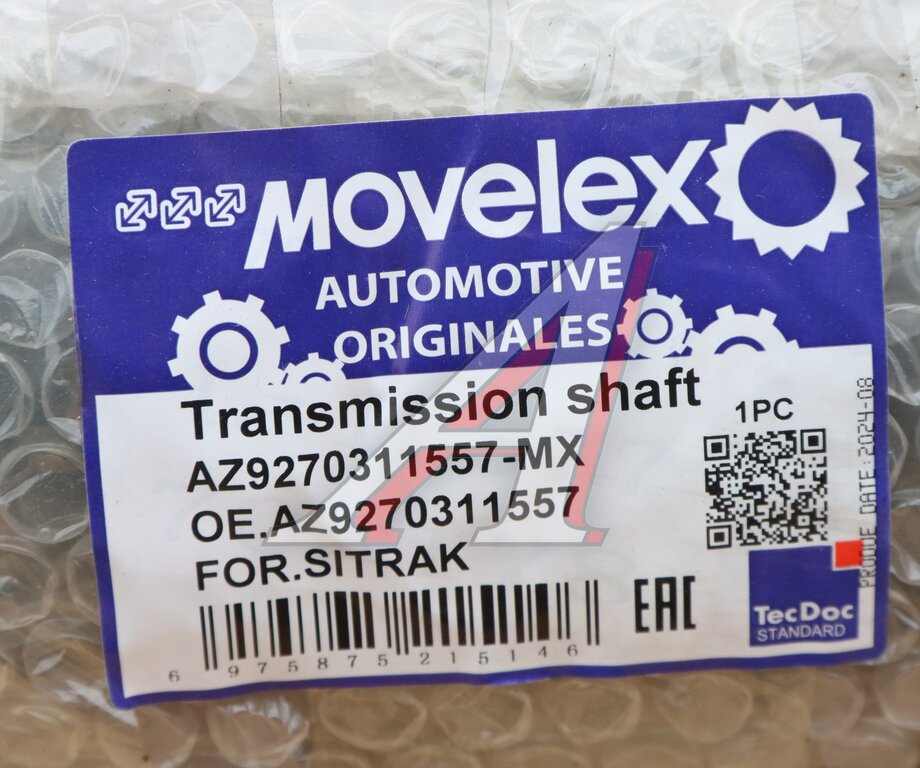 MOVELEX
AUTOMOTIVE
ORIGINALES
Transmission shaft
AZ9270311557-MX
OE.AZ9270311557
FOR.SITRAK
1PC
PRODUE DATE:2024-08
EAC
TecDoc
STANDARD
6 975875 215146